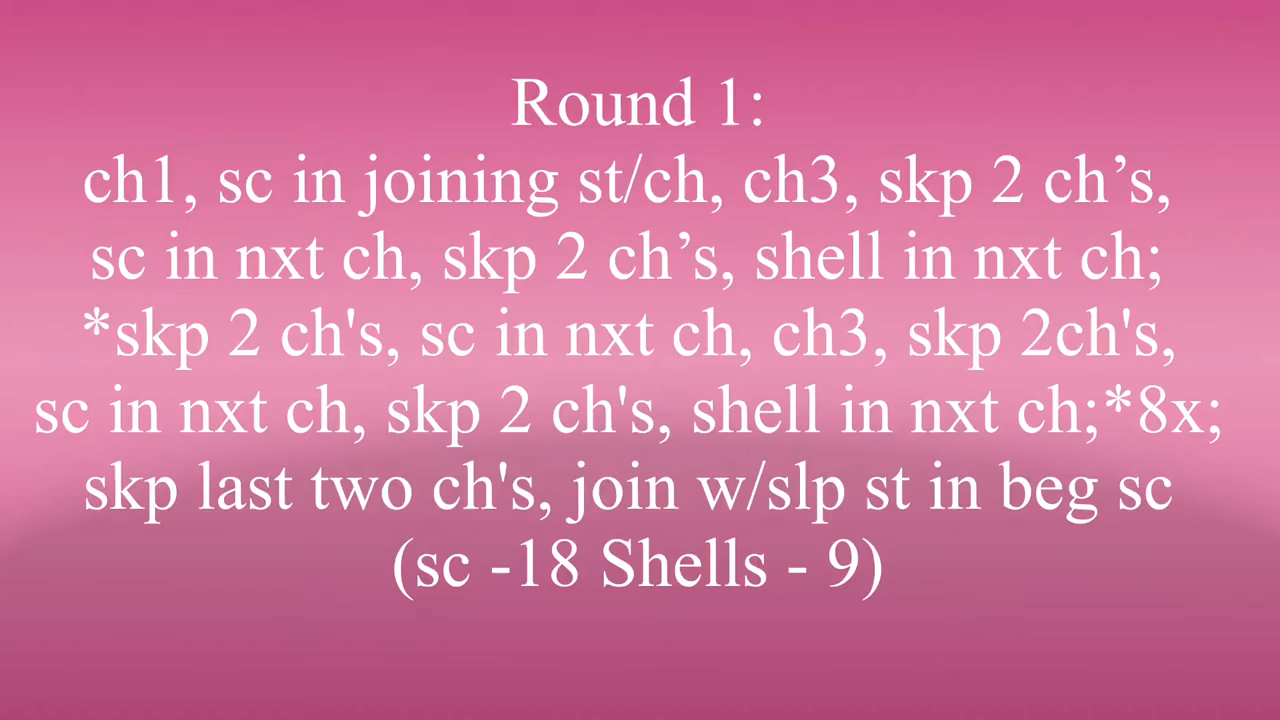 Round 1:
ch1, sc in joining st/ch, ch3, skp 2 ch’s,
sc in nxt ch, skp 2 ch’s, shell in nxt ch;
*skp 2 ch's, sc in nxt ch, ch3, skp 2ch's,
sc in nxt ch, skp 2 ch's, shell in nxt ch;*8x;
skp last two ch's, join w/slp st in beg sc
(sc -18 Shells - 9)